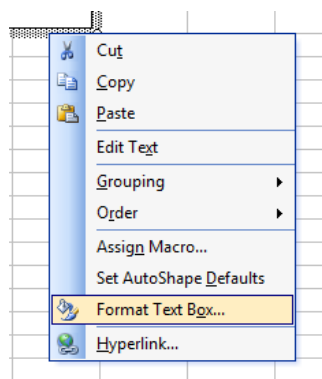 Cut
Copy
Paste
Edit Text
Grouping
Order
Assign Macro...
Set AutoShape Defaults
Format Text Box...
Hyperlink...